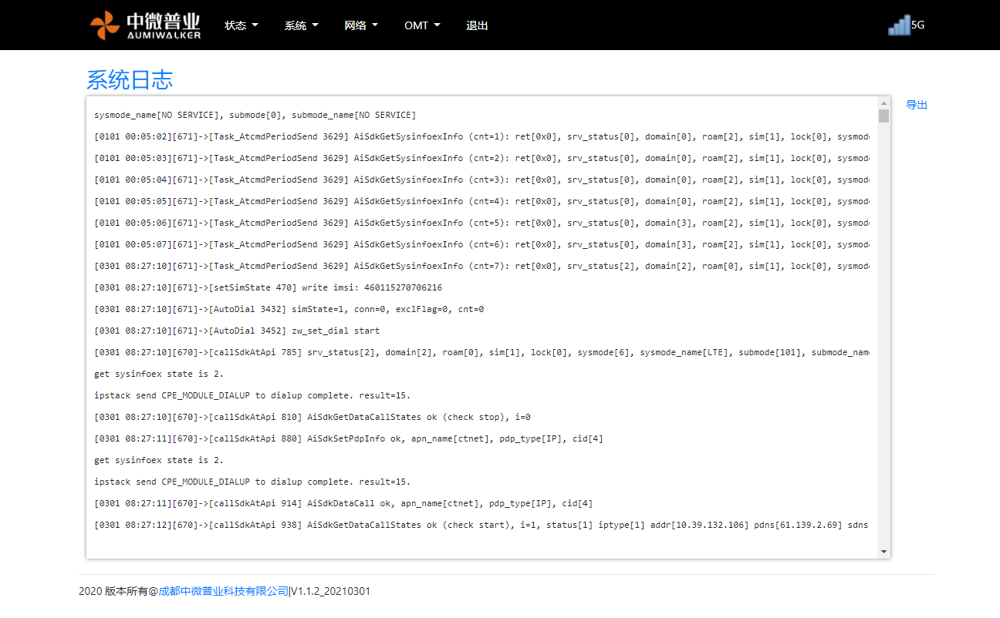 中微普业
AUMIWALKER
状态 系统 网络 OMT 退出
5G
系统日志
导出
sysmode_name[NO SERVICE], submode[0], submode_name[NO SERVICE]
[0101 00:05:02][671]->[Task_AtcmdPeriodSend 3629] AiSdkGetSysinfoexInfo (cnt=1): ret[0x0], srv_status[0], domain[0], roam[2], sim[1], lock[0], sysmod
[0101 00:05:03][671]->[Task_AtcmdPeriodSend 3629] AiSdkGetSysinfoexInfo (cnt=2): ret[0x0], srv_status[0], domain[0], roam[2], sim[1], lock[0], sysmod
[0101 00:05:04][671]->[Task_AtcmdPeriodSend 3629] AiSdkGetSysinfoexInfo (cnt=3): ret[0x0], srv_status[0], domain[0], roam[2], sim[1], lock[0], sysmod
[0101 00:05:05][671]->[Task_AtcmdPeriodSend 3629] AiSdkGetSysinfoexInfo (cnt=4): ret[0x0], srv_status[0], domain[0], roam[2], sim[1], lock[0], sysmod
[0101 00:05:06][671]->[Task_AtcmdPeriodSend 3629] AiSdkGetSysinfoexInfo (cnt=5): ret[0x0], srv_status[0], domain[3], roam[2], sim[1], lock[0], sysmod
[0101 00:05:07][671]->[Task_AtcmdPeriodSend 3629] AiSdkGetSysinfoexInfo (cnt=6): ret[0x0], srv_status[0], domain[3], roam[2], sim[1], lock[0], sysmod
[0301 08:27:10][671]->[Task_AtcmdPeriodSend 3629] AiSdkGetSysinfoexInfo (cnt=7): ret[0x0], srv_status[2], domain[2], roam[0], sim[1], lock[0], sysmod
[0301 08:27:10][671]->[setSimState 470] write imsi: 460115270706216
[0301 08:27:10][671]->[AutoDial 3432] simState=1, conn=0, exclFlag=0, cnt=0
[0301 08:27:10][671]->[AutoDial 3452] zw_set_dial start
[0301 08:27:10][670]->[callSdkAtApi 785] srv_status[2], domain[2], roam[0], sim[1], lock[0], sysmode[6], sysmode_name[LTE], submode[101], submode_nam
get sysinfoex state is 2.
ipstack send CPE_MODULE_DIALUP to dialup complete. result=15.
[0301 08:27:10][670]->[callSdkAtApi 810] AiSdkGetDataCallStates ok (check stop), i=0
[0301 08:27:11][670]->[callSdkAtApi 880] AiSdkSetPdpInfo ok, apn_name[ctnet], pdp_type[IP], cid[4]
get sysinfoex state is 2.
ipstack send CPE_MODULE_DIALUP to dialup complete. result=15.
[0301 08:27:11][670]->[callSdkAtApi 914] AiSdkDataCall ok, apn_name[ctnet], pdp_type[IP], cid[4]
[0301 08:27:12][670]->[callSdkAtApi 938] AiSdkGetDataCallStates ok (check start), i=1, status[1] iptype[1] addr[10.39.132.106] pdns[61.139.2.69] sdns
2020 版本所有@成都中微普业科技有限公司|V1.1.2_20210301